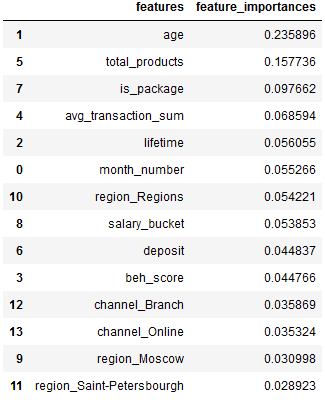 features feature_importances
1 age 0.235896
5 total_products 0.157736
7 is_package 0.097662
4 avg_transaction_sum 0.068594
2 lifetime 0.056055
0 month_number 0.055266
10 region_Regions 0.054221
8 salary_bucket 0.053853
6 deposit 0.044837
3 beh_score 0.044766
12 channel_Branch 0.035869
13 channel_Online 0.035324
9 region_Moscow 0.030998
11 region_Saint-Petersbourgh 0.028923